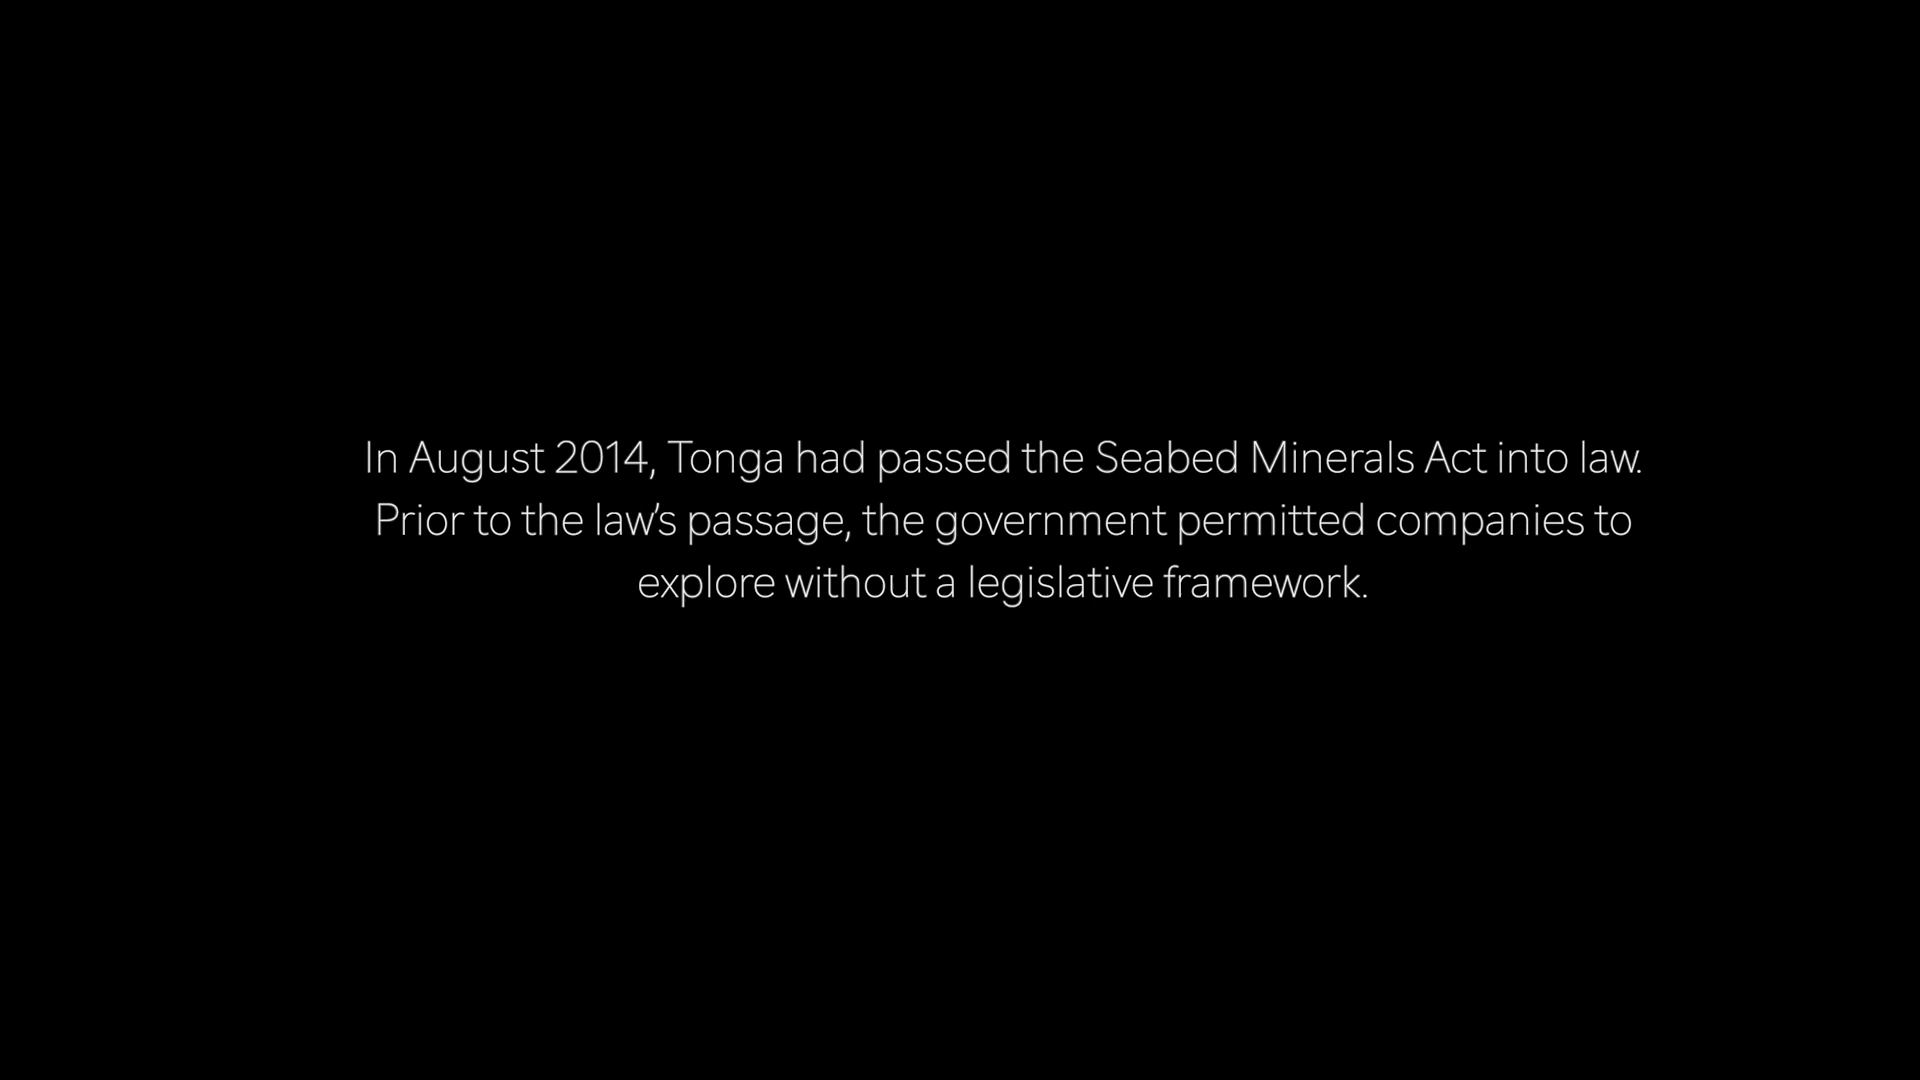 In August 2014, Tonga had passed the Seabed Minerals Act into law.
Prior to the law’s passage, the government permitted companies to
explore without a legislative framework.